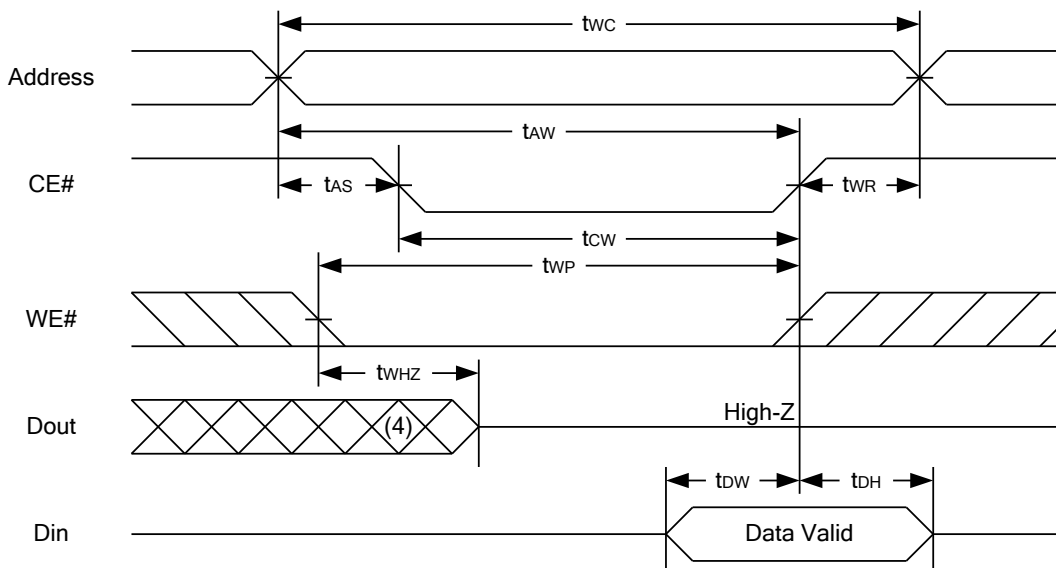 tWC
Address
tAW
CE#
tAS
tWR
tCW
tWP
WE#
tWHZ
Dout
(4)
High-Z
tDW
tDH
Din
Data Valid